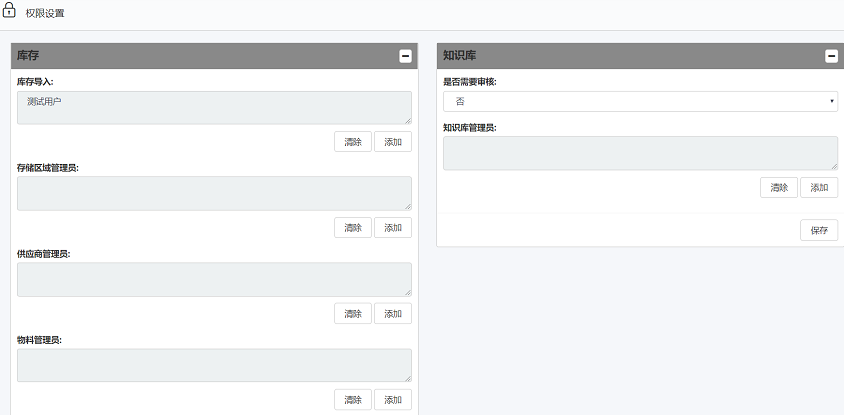 权限设置
库存
库存导入:
测试用户
清除 添加
存储区域管理员:
清除 添加
供应商管理员:
清除 添加
物料管理员:
清除 添加
知识库
是否需要审核:
否
知识库管理员:
清除 添加
保存